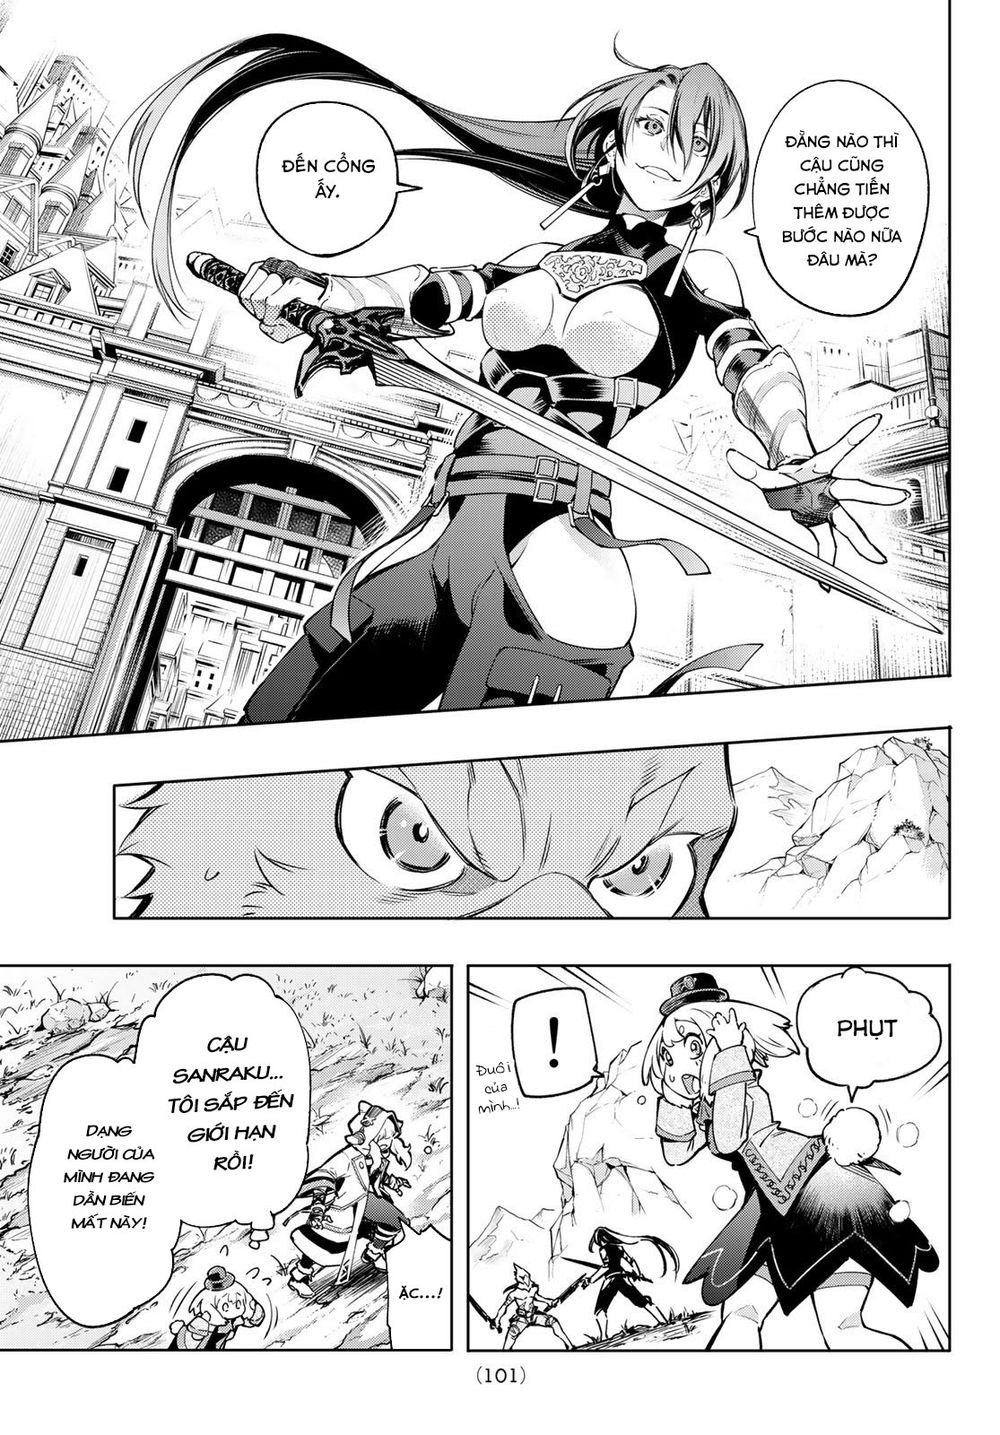 ĐẰNG NÀO THÌ
CẬU CŨNG
CHẲNG TIẾN
THÊM ĐƯỢC
BƯỚC NÀO NỮA
ĐÂU MÀ?
ĐẾN CỔNG
ẤY.
PHỤT
!
Đuôi
của
mình...!
CẬU
SANRAKU...
TÔI SẮP ĐẾN
GIỚI HẠN
RỒI!
DẠNG
NGƯỜI CỦA
MÌNH ĐANG
DẦN BIẾN
MẤT NÀY!
ẶC...!
(101)